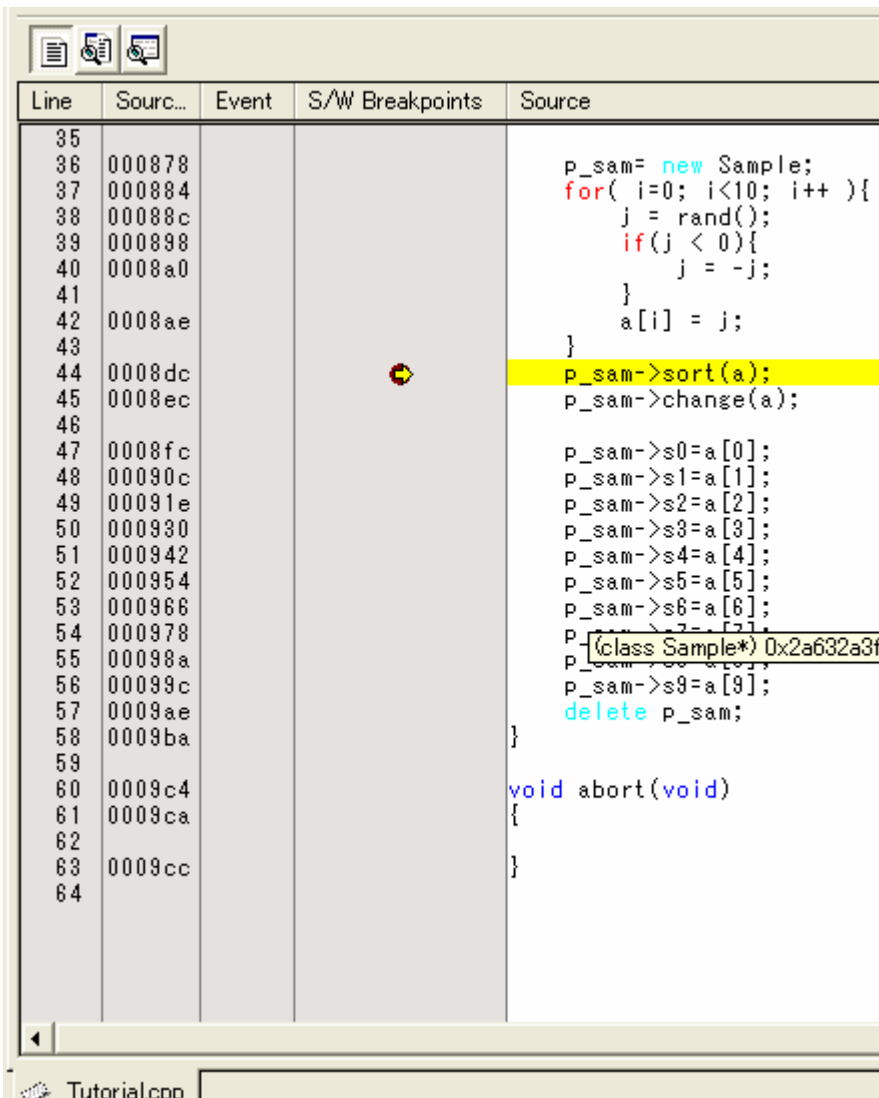 Line Sourc... Event S/W Breakpoints Source
35
36 000878 p_sam= new Sample;
37 000884 for( i=0; i<10; i++ ){
38 00088c j = rand();
39 000898 if(j < 0){
40 0008a0 j = -j;
41 }
42 0008ae a[i] = j;
43 }
44 0008dc p_sam->sort(a);
45 0008ec p_sam->change(a);
46
47 0008fc p_sam->s0=a[0];
48 00090c p_sam->s1=a[1];
49 00091e p_sam->s2=a[2];
50 000930 p_sam->s3=a[3];
51 000942 p_sam->s4=a[4];
52 000954 p_sam->s5=a[5];
53 000966 p_sam->s6=a[6];
54 000978 (class Sample*) 0x2a632a3f
55 00098a
56 00099c p_sam->s9=a[9];
57 0009ae delete p_sam;
58 0009ba }
59
60 0009c4 void abort(void)
61 0009ca {
62
63 0009cc }
64
Tutorial.cpp